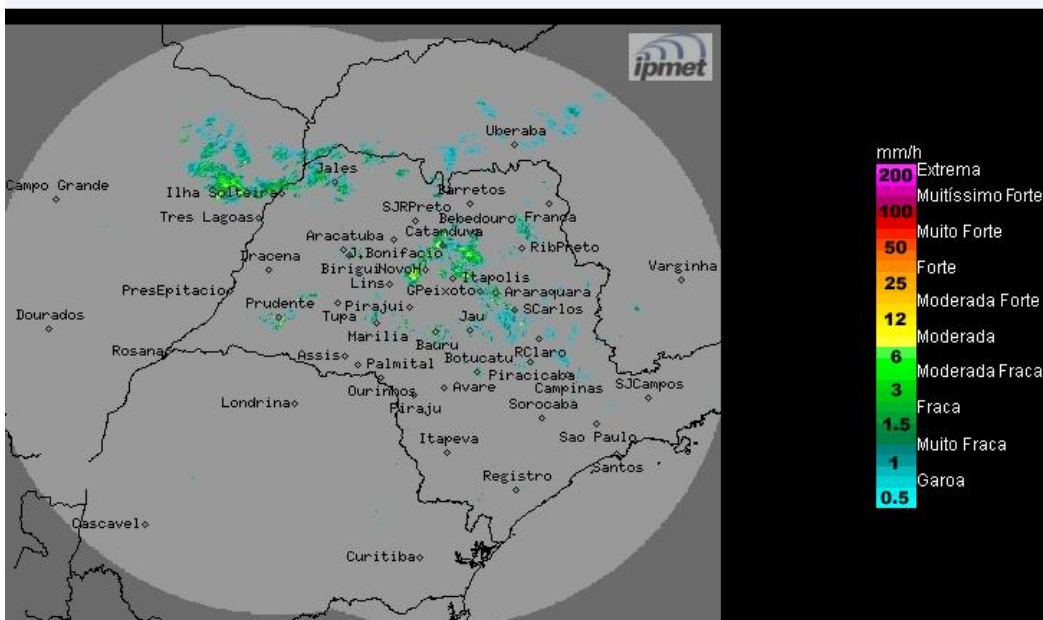 ipmet
Uberaba
Jales
Campo Grande
Ilha Solteira
Barretos
SJRPreto
Tres Lagoas
Bebedouro
Franca
Catanduva
Aracatuba
RibPreto
J.Bonifacio
Dracena
Birigui
NovoH
Varginha
Itapolis
Lins
PresEpitacio
GPeixoto
Araraquara
Prudente
Pirajui
SCarlos
Dourados
Tupa
Jau
Marilia
Bauru
Rosana
RClaro
Assis
Botucatu
Palmital
Piracicaba
SJCampos
Ourinhos
Avare
Campinas
Londrina
Piraju
Sorocaba
Itapeva
Sao Paulo
Santos
Registro
Cascavel
Curitiba
mm/h
200 Extrema
Muitíssimo Forte
100
Muito Forte
50
Forte
25
Moderada Forte
12
Moderada
6
Moderada Fraca
3
Fraca
1.5
Muito Fraca
1
Garoa
0.5